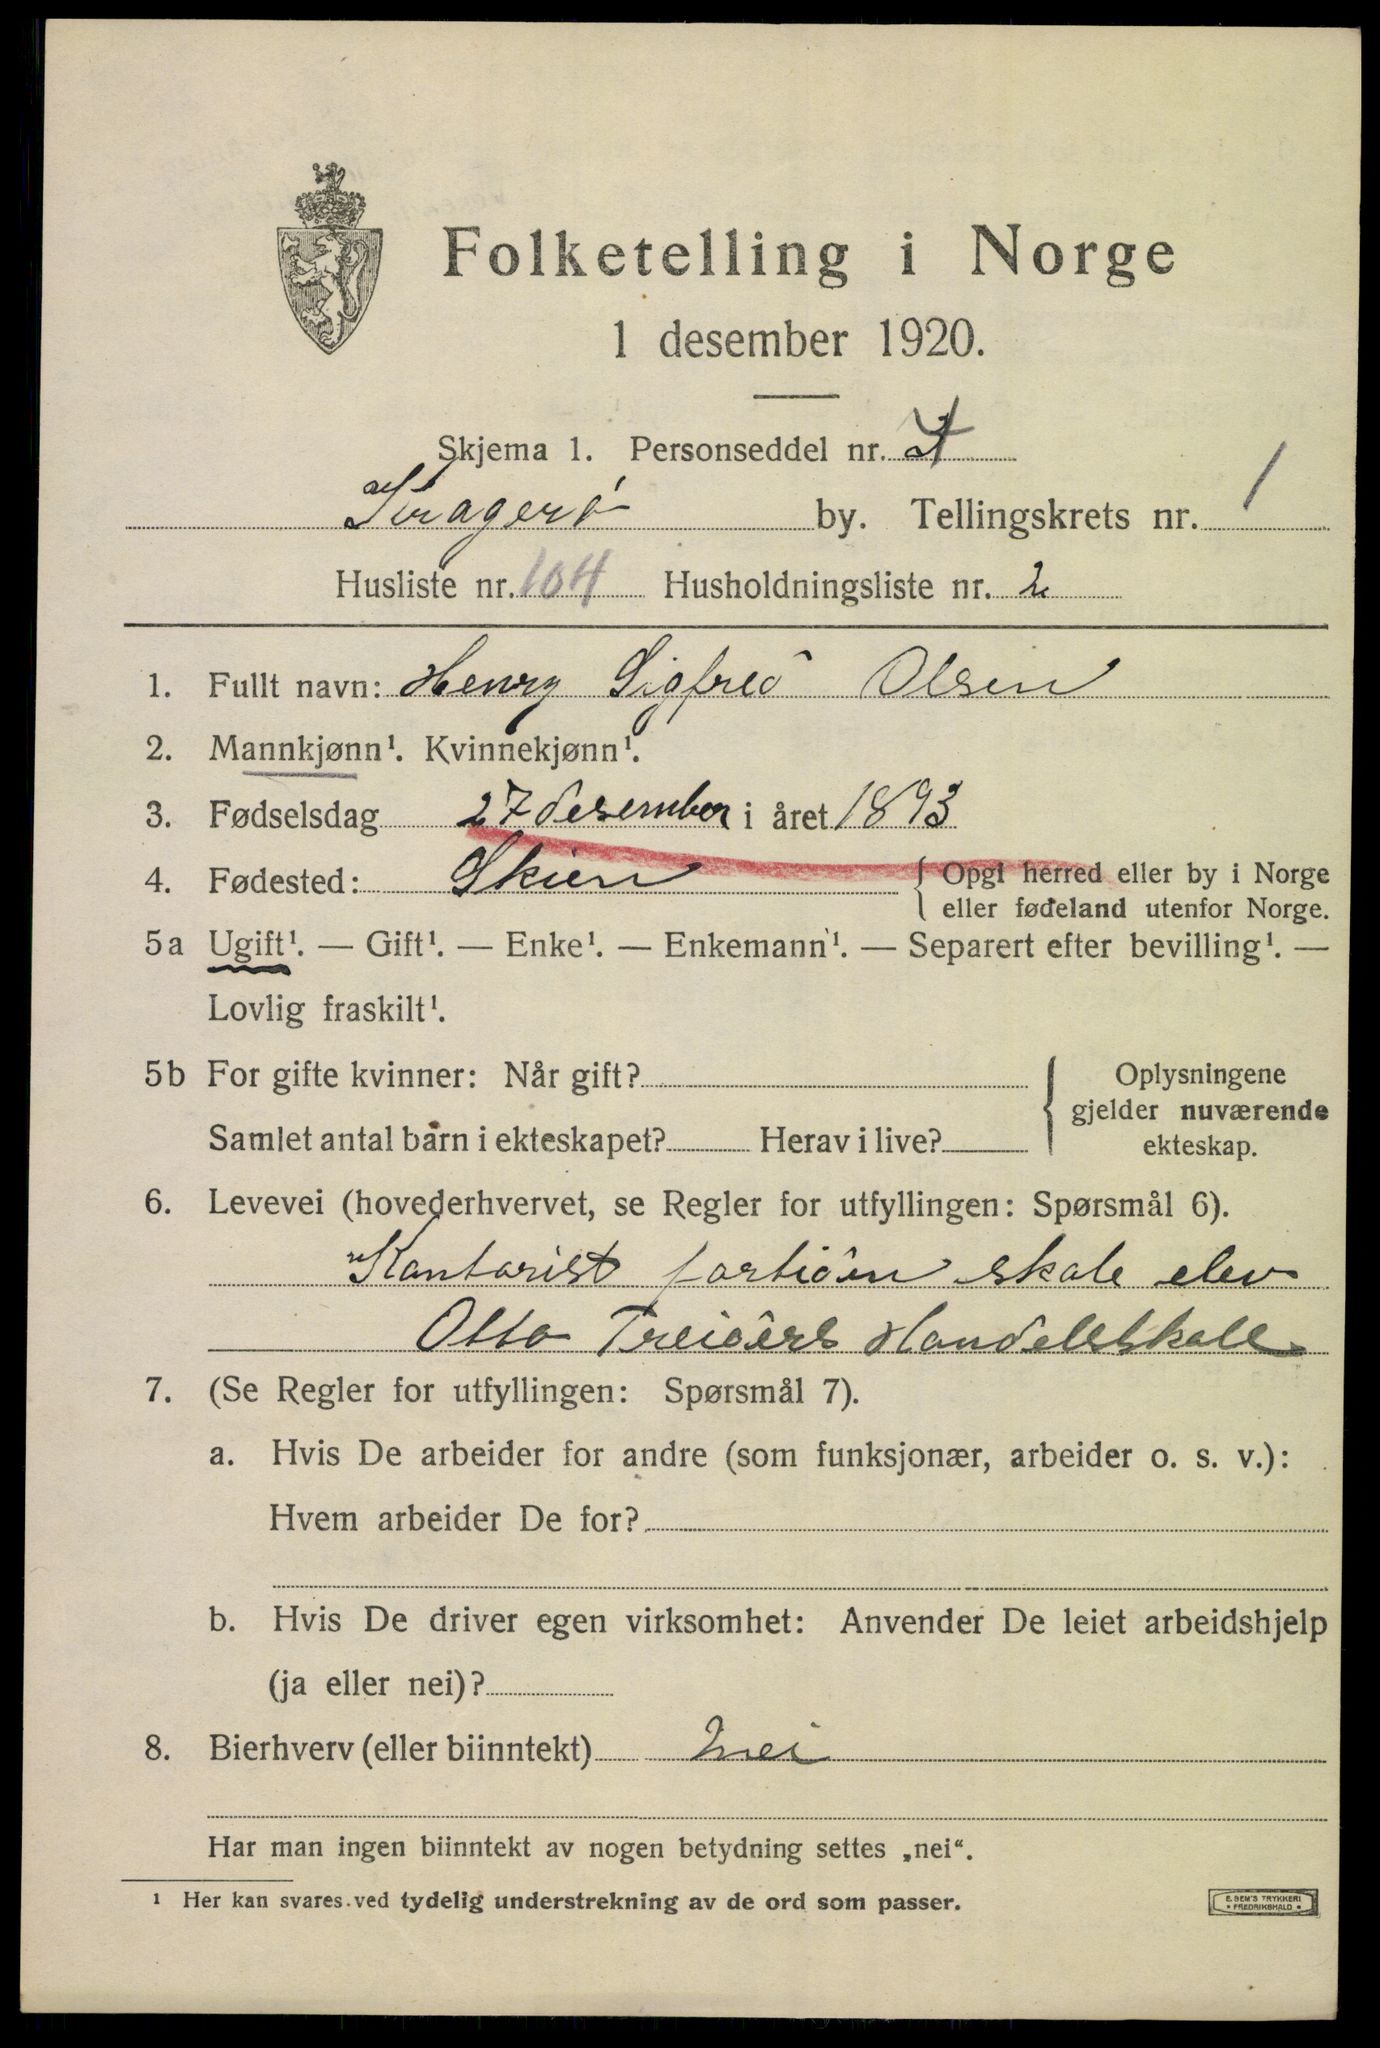 Folketelling i Norge
1 desember 1920.
Skjema 1. Personseddel nr. 4
Kragerø by. Tellingskrets nr. 1
Husliste nr. 104 Husholdningsliste nr. 2
1. Fullt navn: Henry Sigfred Olsen
2. Mannkjønn¹. Kvinnekjønn¹.
3. Fødselsdag 27 desember i året 1893
4. Fødested: Skien { Opgi herred eller by i Norge
eller fødeland utenfor Norge.
5a Ugift¹. — Gift¹. — Enke¹. — Enkemann¹. — Separert efter bevilling¹. —
Lovlig fraskilt¹.
5b For gifte kvinner: Når gift?
Samlet antal barn i ekteskapet? Herav i live?
Oplysningene
gjelder nuværende
ekteskap.
6. Levevei (hovederhvervet, se Regler for utfyllingen: Spørsmål 6).
Kontorist fortiden skole elev
Otto Treiders Handelsskole
7. (Se Regler for utfyllingen: Spørsmål 7).
a. Hvis De arbeider for andre (som funksjonær, arbeider o. s. v.):
Hvem arbeider De for?
b. Hvis De driver egen virksomhet: Anvender De leiet arbeidshjelp
(ja eller nei)?
8. Bierhverv (eller biinntekt) Nei
Har man ingen biinntekt av nogen betydning settes „nei“.
¹ Her kan svares ved tydelig understrekning av de ord som passer.
E. SEM'S TRYKKERI
FREDRIKSHALD